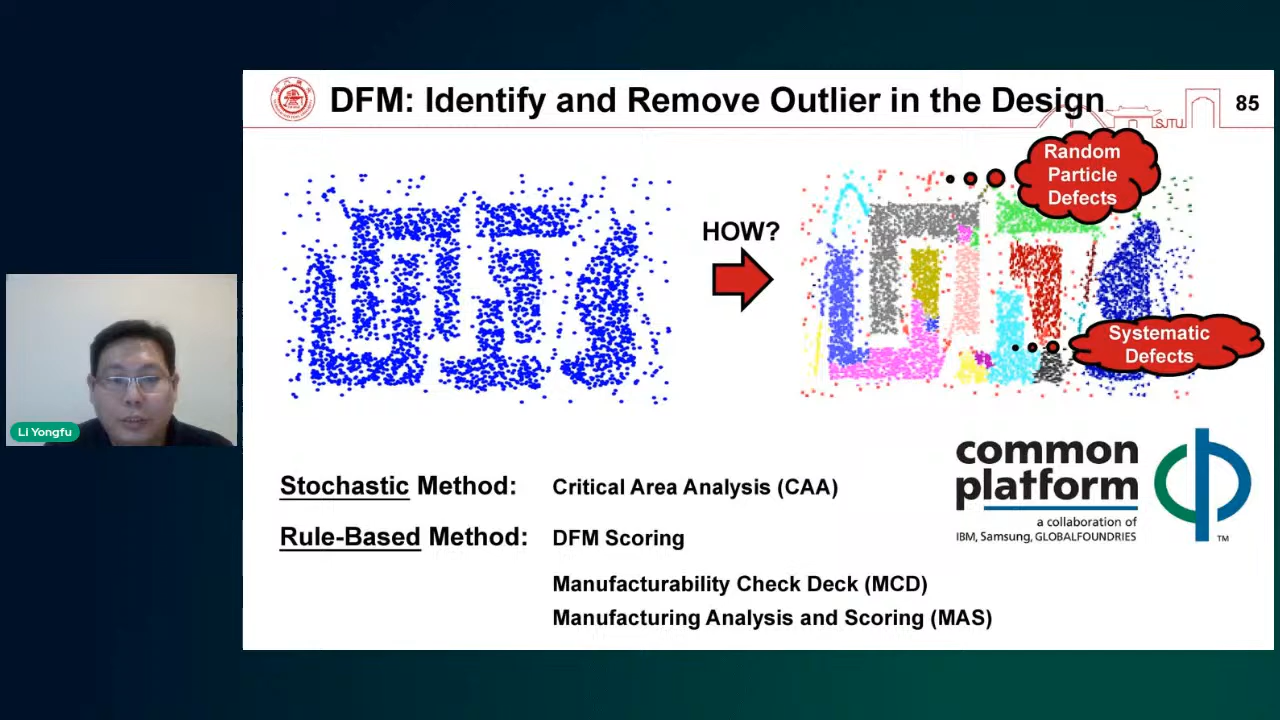 DFM: Identify and Remove Outlier in the Design
85
SJTU
Random
Particle
Defects
HOW?
Systematic
Defects
Li Yongfu
Stochastic Method: Critical Area Analysis (CAA)
Rule-Based Method: DFM Scoring
Manufacturability Check Deck (MCD)
Manufacturing Analysis and Scoring (MAS)
common
platform
a collaboration of
IBM, Samsung, GLOBALFOUNDRIES
TM